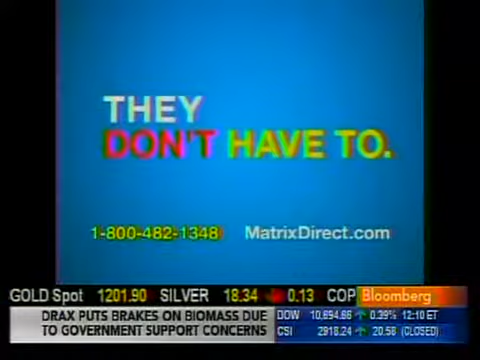 THEY
DON'T HAVE TO.
1-800-482-1348 MatrixDirect.com
GOLD Spot 1201.90 SILVER 18.34 0.13 COP Bloomberg
DRAX PUTS BRAKES ON BIOMASS DUE
TO GOVERNMENT SUPPORT CONCERNS
DOW 10,694.66 0.39% 12:10 ET
CSI 2918.24 20.58 (CLOSED)